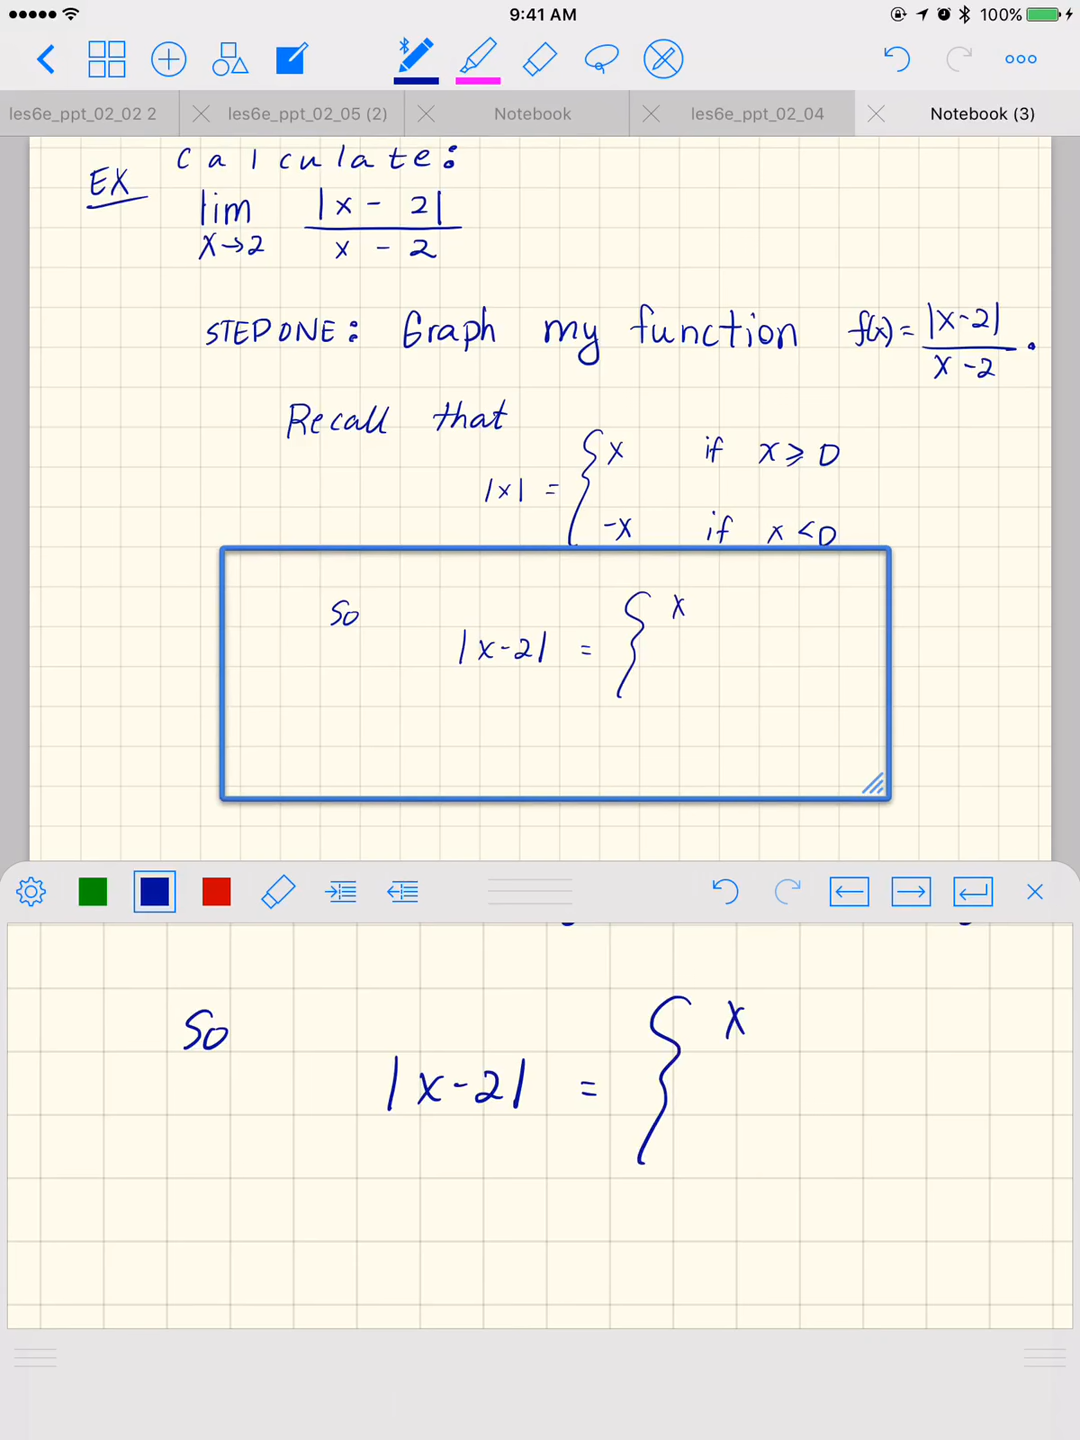 9:41 AM
100%
les6e_ppt_02_02 2
les6e_ppt_02_05 (2)
Notebook
les6e_ppt_02_04
Notebook (3)
EX Calculate:
lim |x - 2|
x→2 x - 2
STEP ONE: Graph my function f(x) = |x-2|
x-2 .
Recall that
x if x ≥ 0
|x| = {
-x if x < 0
So
x
|x-2| = {
So
x
|x-2| = {